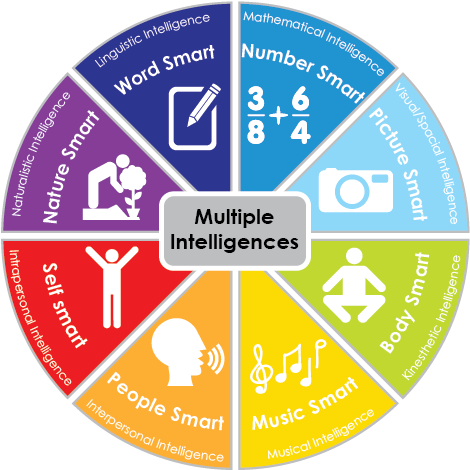 Multiple
Intelligences
Linguistic Intelligence
Word Smart
Mathematical Intelligence
Number Smart
3/8 + 6/4
Visual/Spacial Intelligence
Picture Smart
Kinesthetic Intelligence
Body Smart
Musical Intelligence
Music Smart
Interpersonal Intelligence
People Smart
Intrapersonal Intelligence
Self smart
Naturalistic Intelligence
Nature Smart